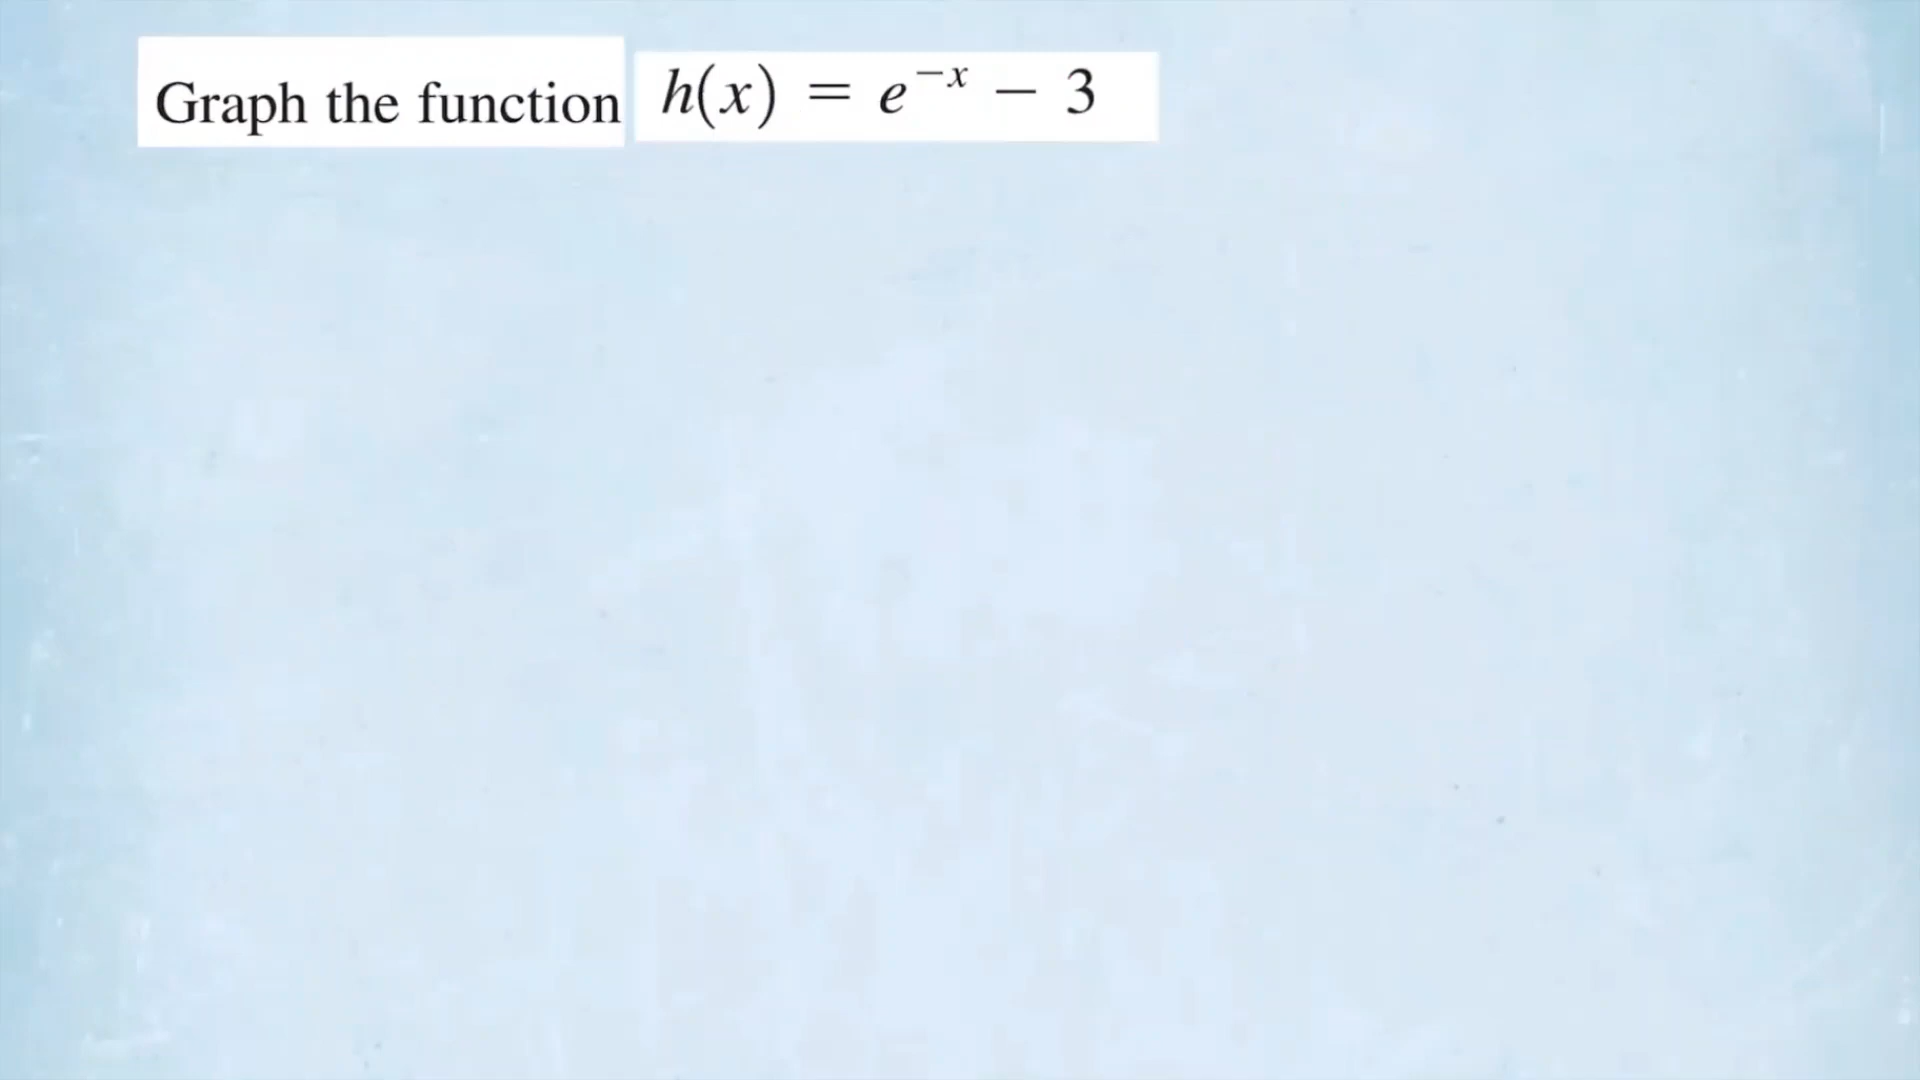 Graph the function h(x) = e^{-x} − 3